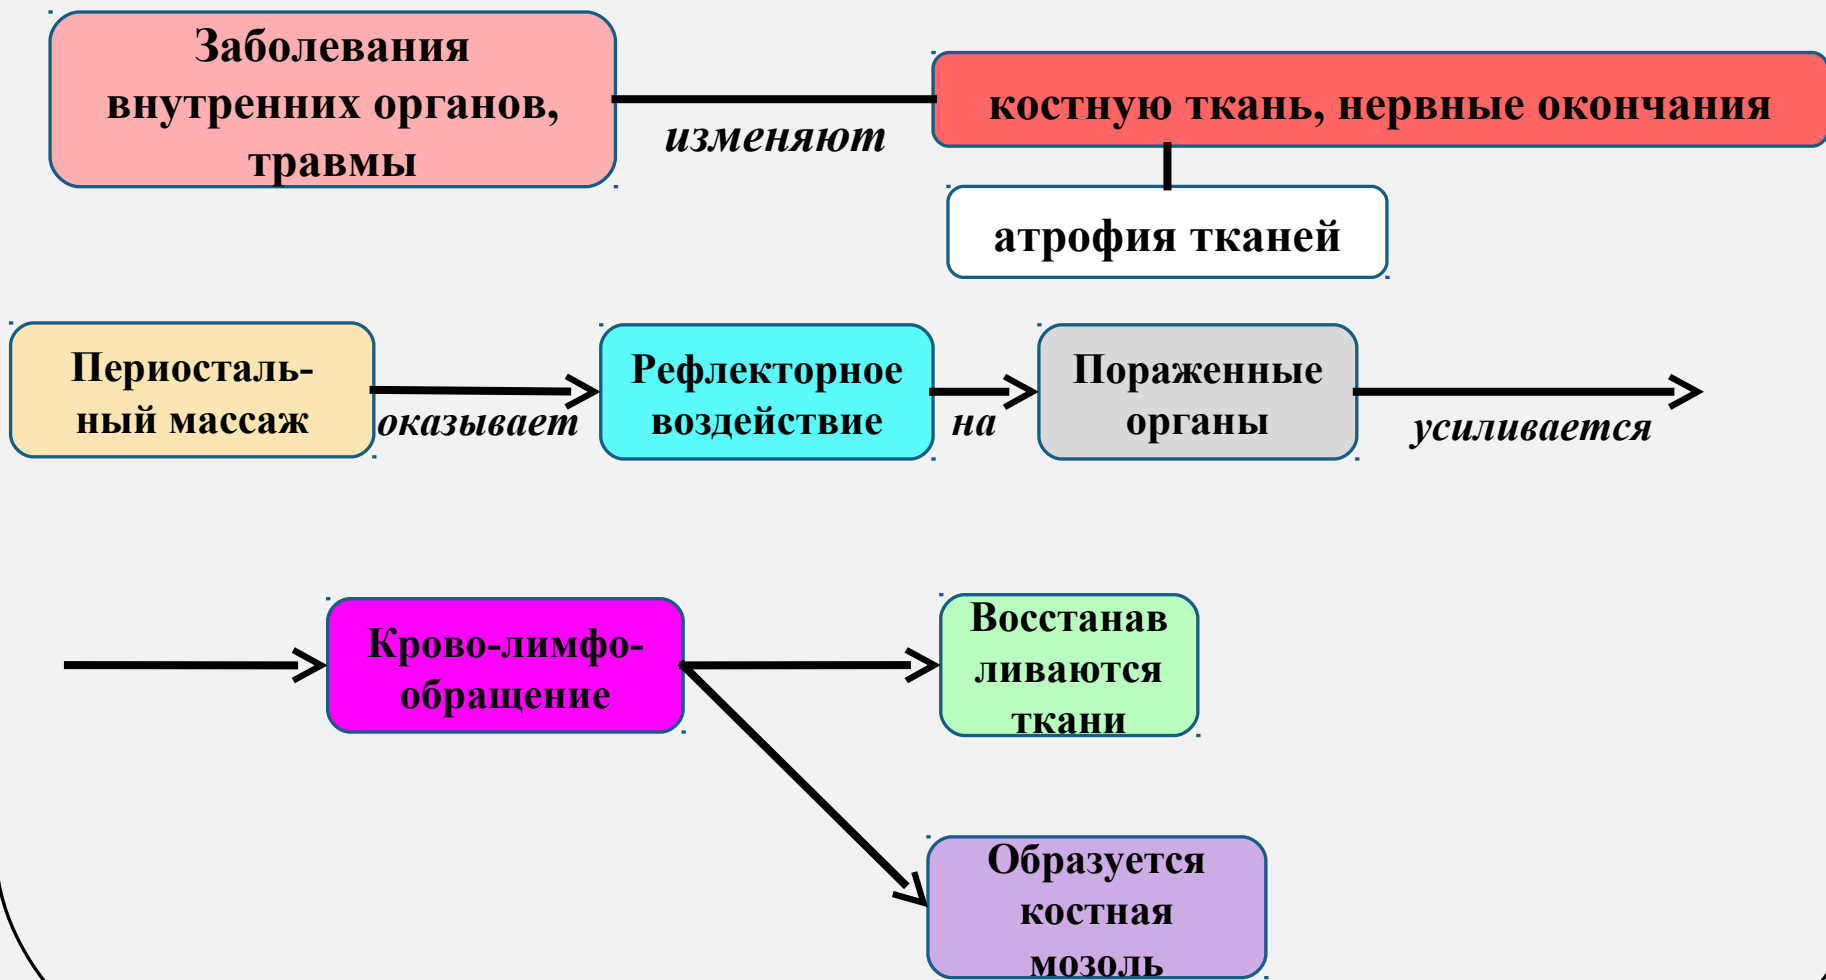 Заболевания
внутренних органов,
травмы
изменяют
костную ткань, нервные окончания
атрофия тканей
Периосталь-
ный массаж
оказывает
Рефлекторное
воздействие
на
Пораженные
органы
усиливается
Крово-лимфо-
обращение
Восстанав
ливаются
ткани
Образуется
костная
мозоль